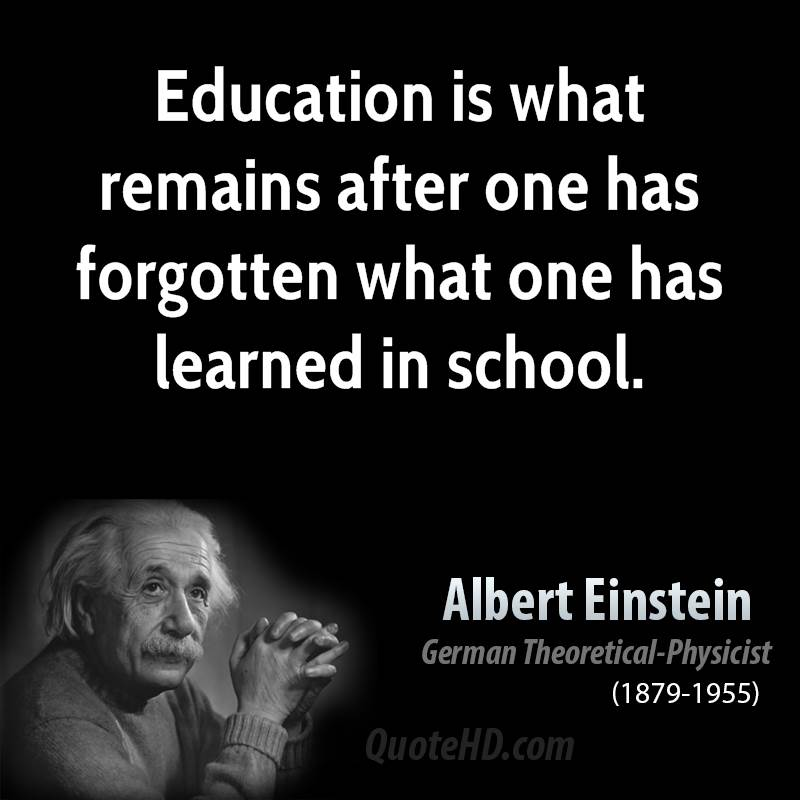 Education is what
remains after one has
forgotten what one has
learned in school.
Albert Einstein
German Theoretical-Physicist
(1879-1955)
QuoteHD.com